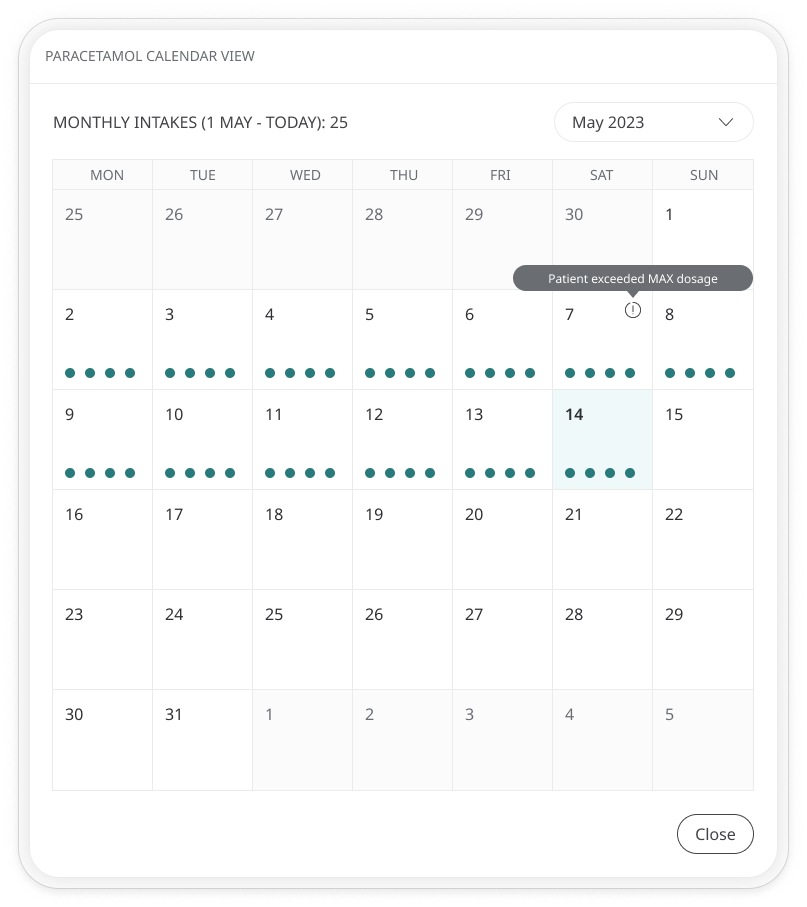 PARACETAMOL CALENDAR VIEW
MONTHLY INTAKES (1 MAY - TODAY): 25
May 2023
MON TUE WED THU FRI SAT SUN
25 26 27 28 29 30 1
Patient exceeded MAX dosage
2 3 4 5 6 7 8
9 10 11 12 13 14 15
16 17 18 19 20 21 22
23 24 25 26 27 28 29
30 31 1 2 3 4 5
Close